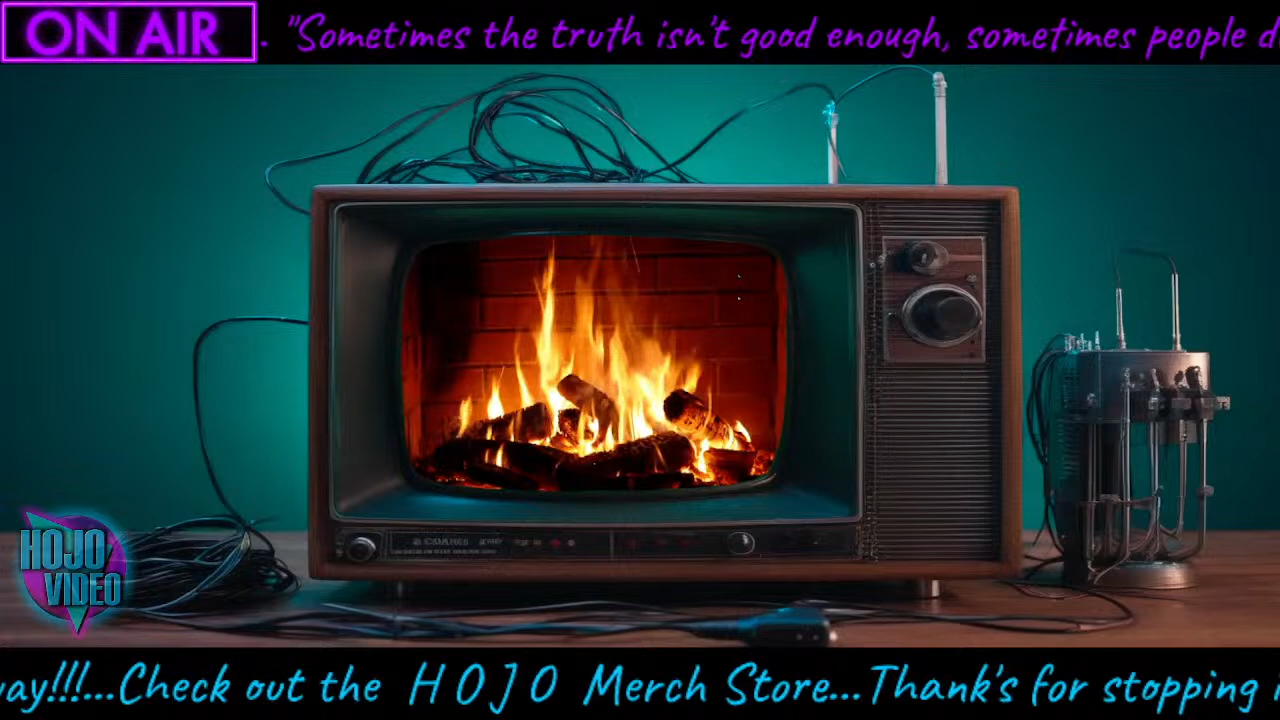 ON AIR
. "Sometimes the truth isn't good enough, sometimes people d
HOJO
VIDEO
way!!!...Check out the HOJO Merch Store...Thank's for stopping